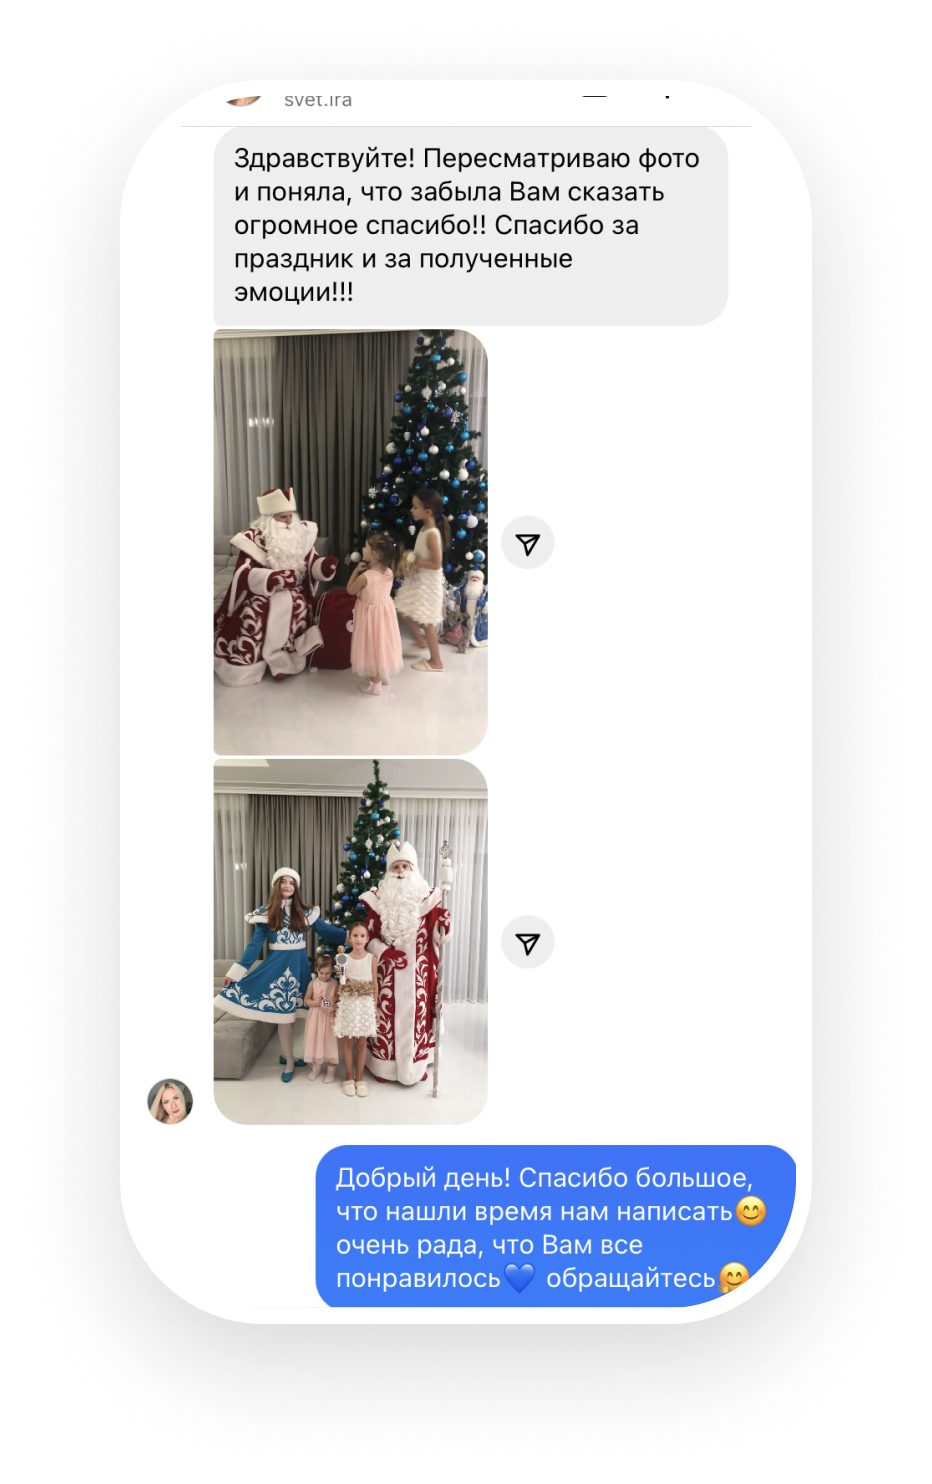 svet.ira
Здравствуйте! Пересматриваю фото
и поняла, что забыла Вам сказать
огромное спасибо!! Спасибо за
праздник и за полученные
эмоции!!!
Добрый день! Спасибо большое,
что нашли время нам написать😊
очень рада, что Вам все
понравилось💙 обращайтесь🤗